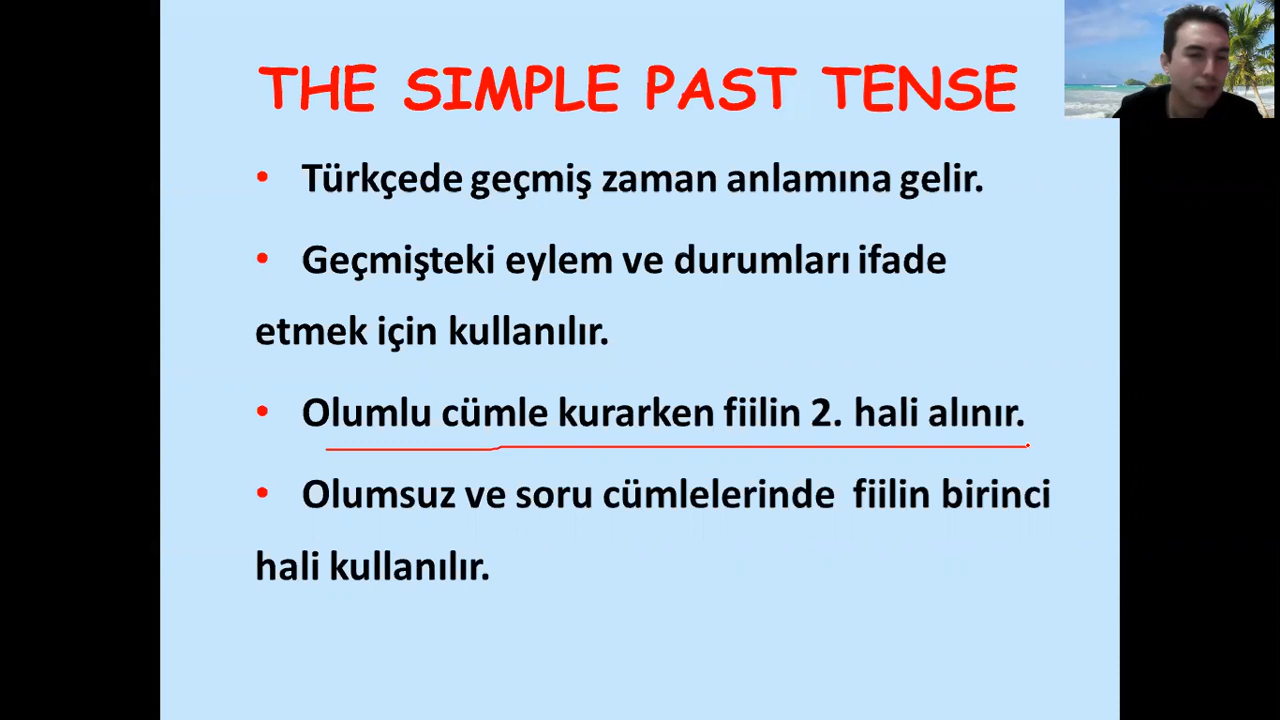 THE SIMPLE PAST TENSE
• Türkçede geçmiş zaman anlamına gelir.
• Geçmişteki eylem ve durumları ifade
etmek için kullanılır.
• Olumlu cümle kurarken fiilin 2. hali alınır.
• Olumsuz ve soru cümlelerinde fiilin birinci
hali kullanılır.